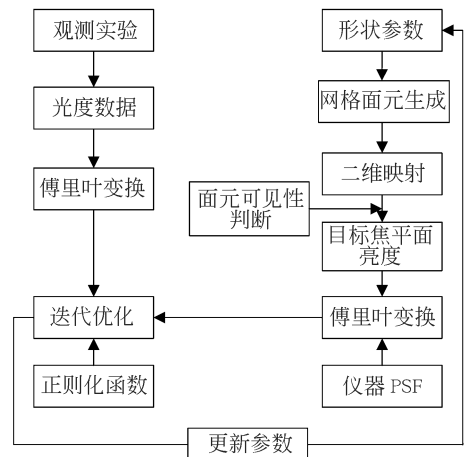 观测实验
光度数据
傅里叶变换
迭代优化
正则化函数
形状参数
网格面元生成
二维映射
面元可见性
判断
目标焦平面
亮度
傅里叶变换
仪器 PSF
更新参数